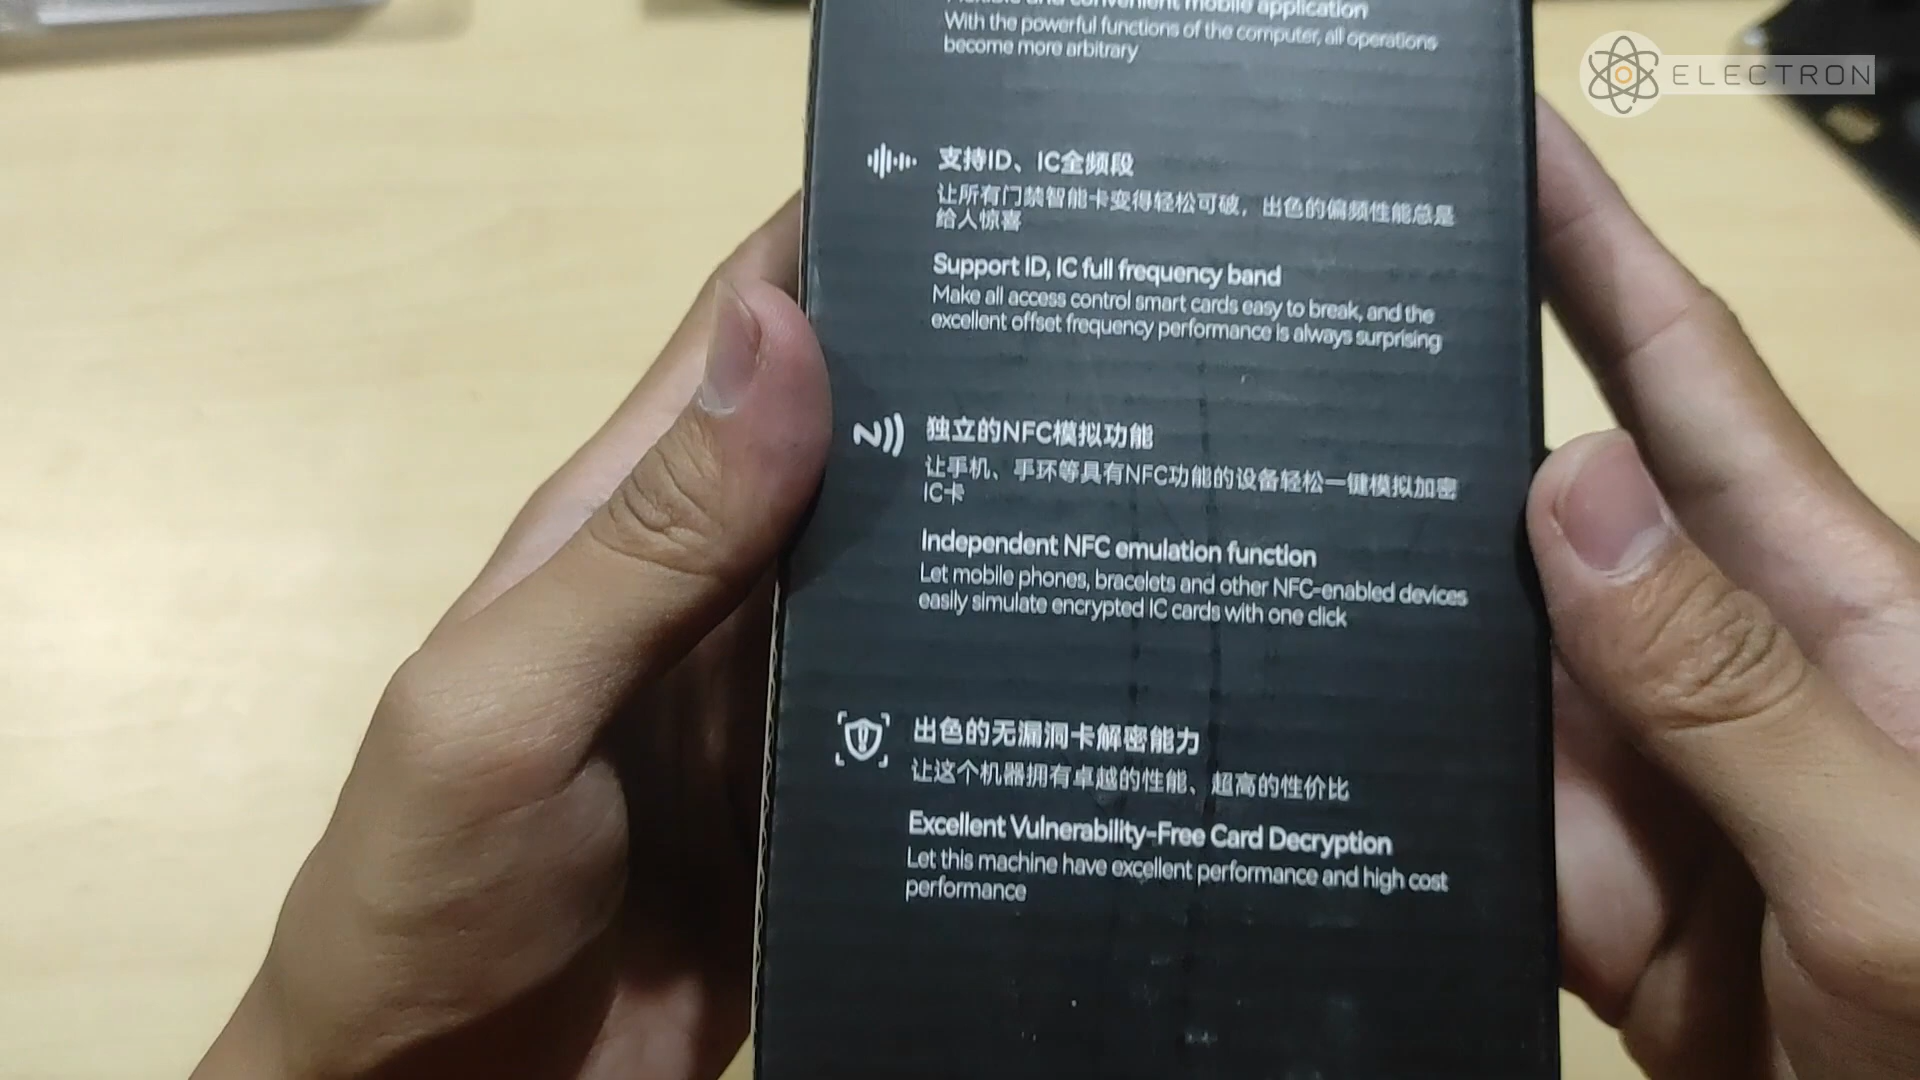 Flexible and convenient mobile application
With the powerful functions of the computer, all operations
become more arbitrary
ELECTRON
支持ID、IC全频段
让所有门禁智能卡变得轻松可破，出色的偏频性能总是
给人惊喜
Support ID, IC full frequency band
Make all access control smart cards easy to break, and the
excellent offset frequency performance is always surprising
独立的NFC模拟功能
让手机、手环等具有NFC功能的设备轻松一键模拟加密
IC卡
Independent NFC emulation function
Let mobile phones, bracelets and other NFC-enabled devices
easily simulate encrypted IC cards with one click
出色的无漏洞卡解密能力
让这个机器拥有卓越的性能、超高的性价比
Excellent Vulnerability-Free Card Decryption
Let this machine have excellent performance and high cost
performance